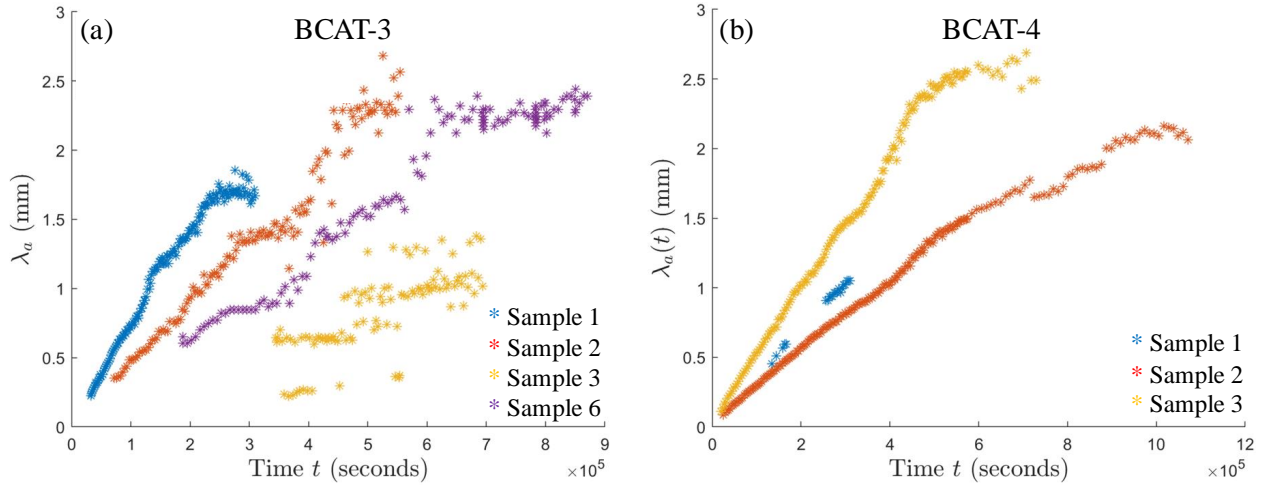 (a) BCAT-3
3
2.5
2
1.5
1
0.5
0
λa (mm)
0 1 2 3 4 5 6 7 8 9
Time t (seconds) ×10^5
* Sample 1
* Sample 2
* Sample 3
* Sample 6
(b) BCAT-4
3
2.5
2
1.5
1
0.5
0
λa(t) (mm)
0 2 4 6 8 10 12
Time t (seconds) ×10^5
* Sample 1
* Sample 2
* Sample 3